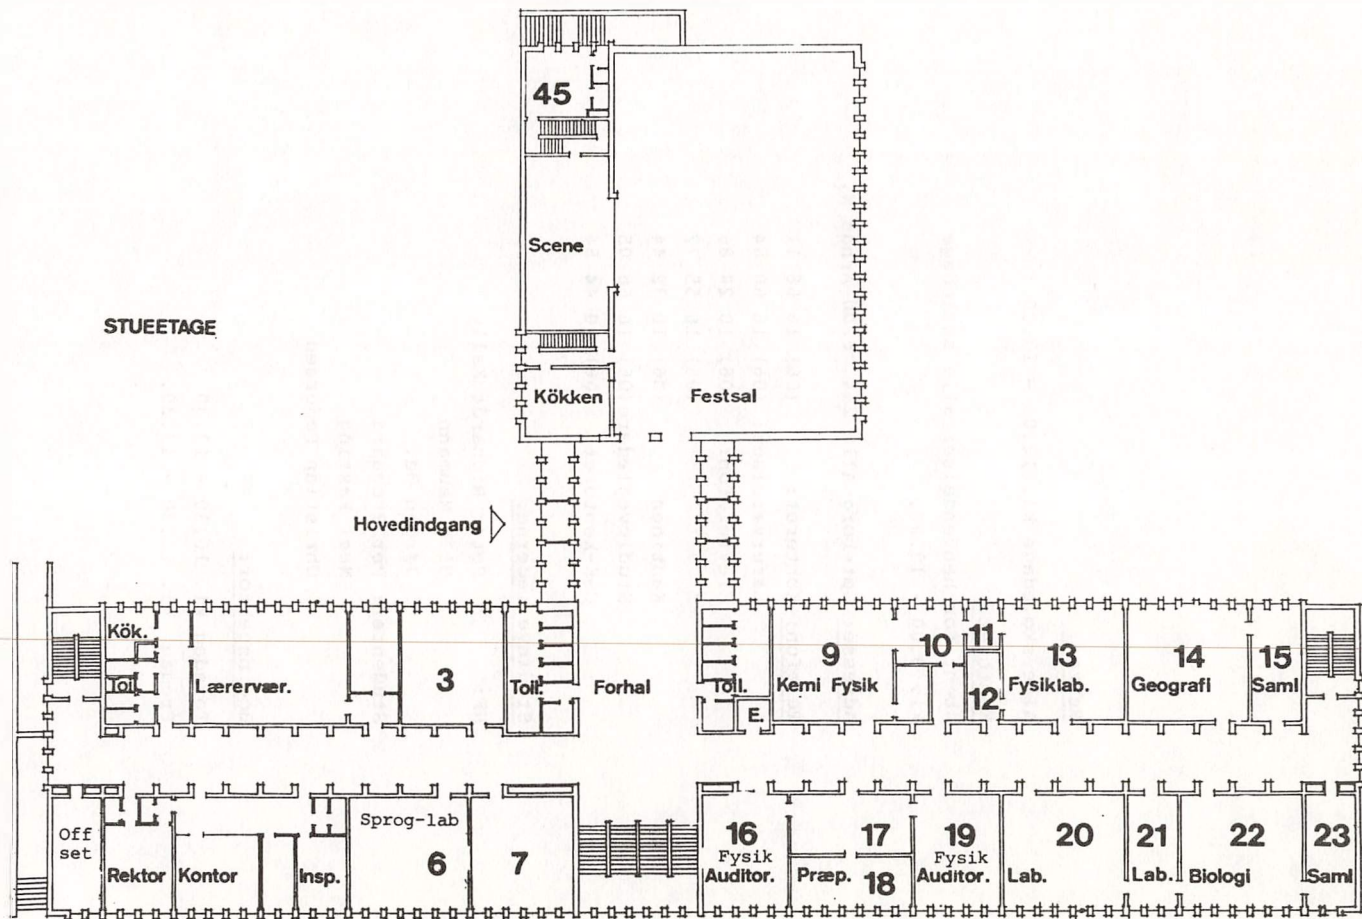 45
Scene
STUEETAGE
Kökken
Festsal
Hovedindgang
Kök.
Toi.
Lærervær.
3
Toil.
Forhal
Toil.
E.
9
Kemi Fysik
10
11
12
13
Fysiklab.
14
Geografi
15
Saml
Off
set
Rektor
Kontor
Insp.
Sprog-lab
6
7
16
Fysik
Auditor.
17
Præp.
18
19
Fysik
Auditor.
20
Lab.
21
Lab.
22
Biologi
23
Saml